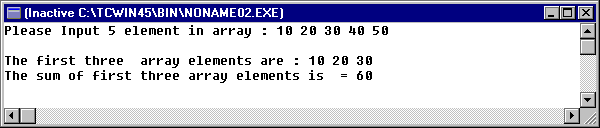 (Inactive C:\TCWIN45\BIN\NONAME02.EXE)
Please Input 5 element in array : 10 20 30 40 50
The first three  array elements are : 10 20 30
The sum of first three array elements is  = 60